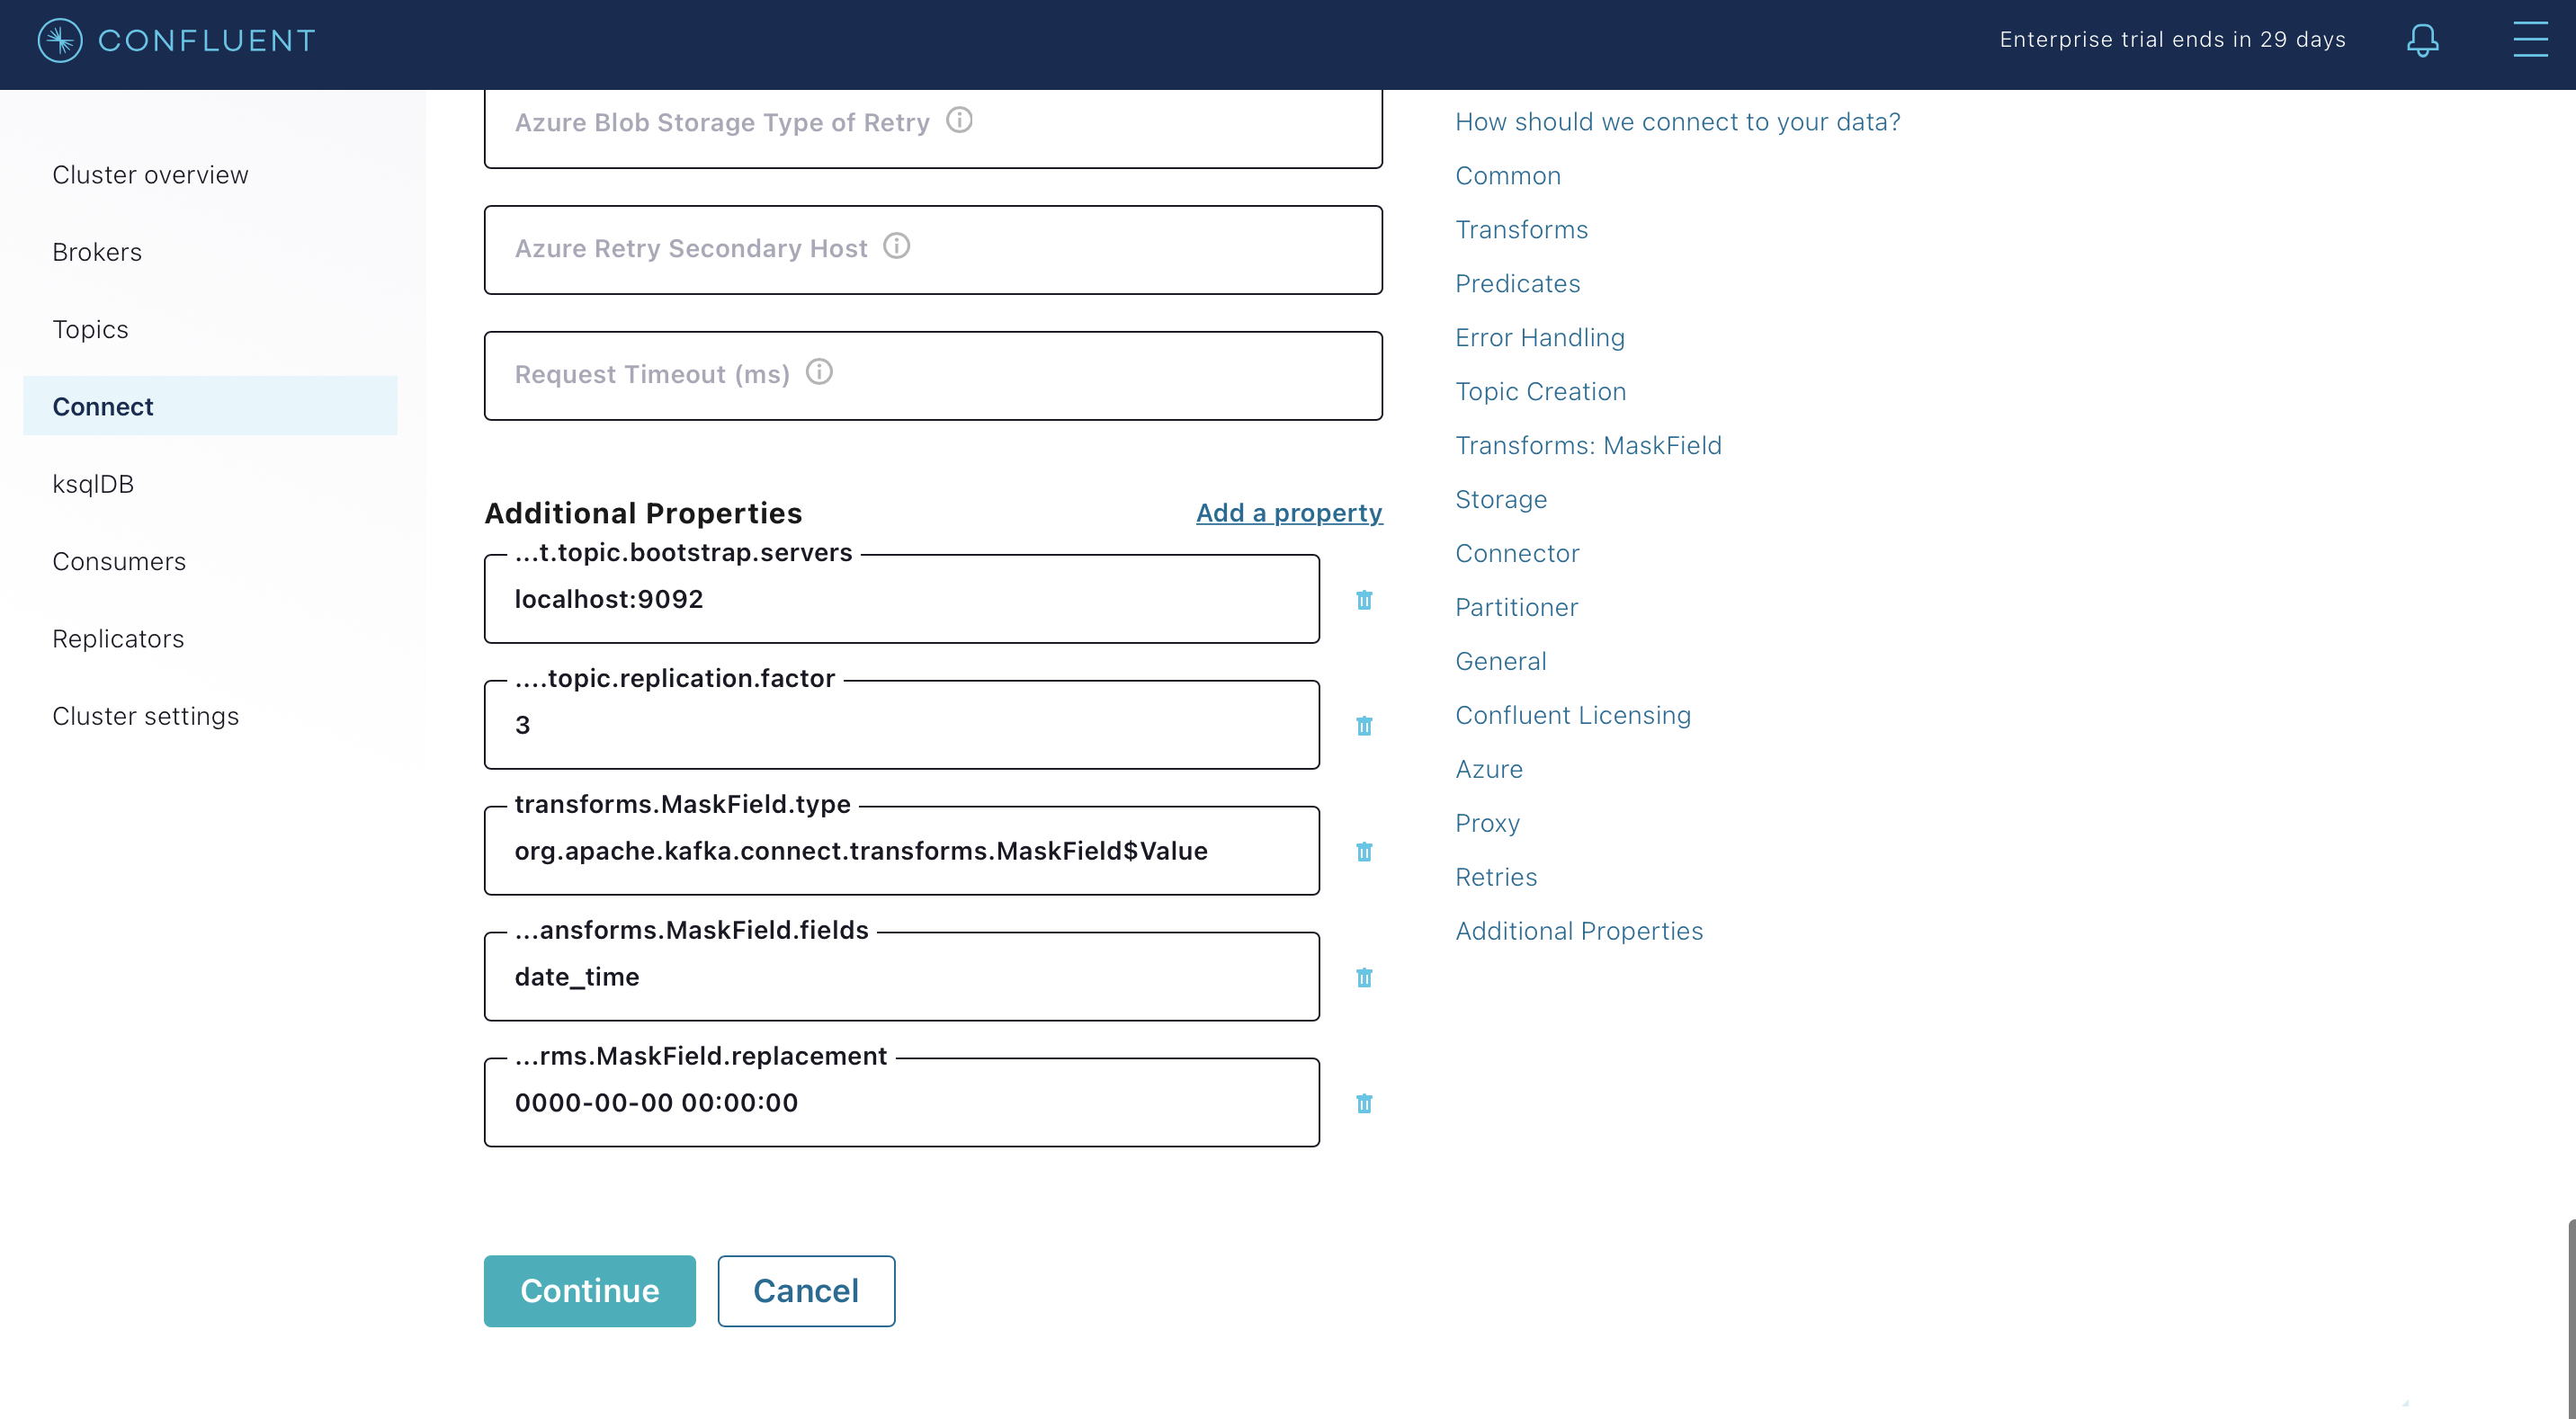 CONFLUENT
Enterprise trial ends in 29 days
Cluster overview
Brokers
Topics
Connect
ksqlDB
Consumers
Replicators
Cluster settings
Azure Blob Storage Type of Retry
Azure Retry Secondary Host
Request Timeout (ms)
Additional Properties
Add a property
...t.topic.bootstrap.servers
localhost:9092
....topic.replication.factor
3
transforms.MaskField.type
org.apache.kafka.connect.transforms.MaskField$Value
...ansforms.MaskField.fields
date_time
...rms.MaskField.replacement
0000-00-00 00:00:00
Continue
Cancel
How should we connect to your data?
Common
Transforms
Predicates
Error Handling
Topic Creation
Transforms: MaskField
Storage
Connector
Partitioner
General
Confluent Licensing
Azure
Proxy
Retries
Additional Properties